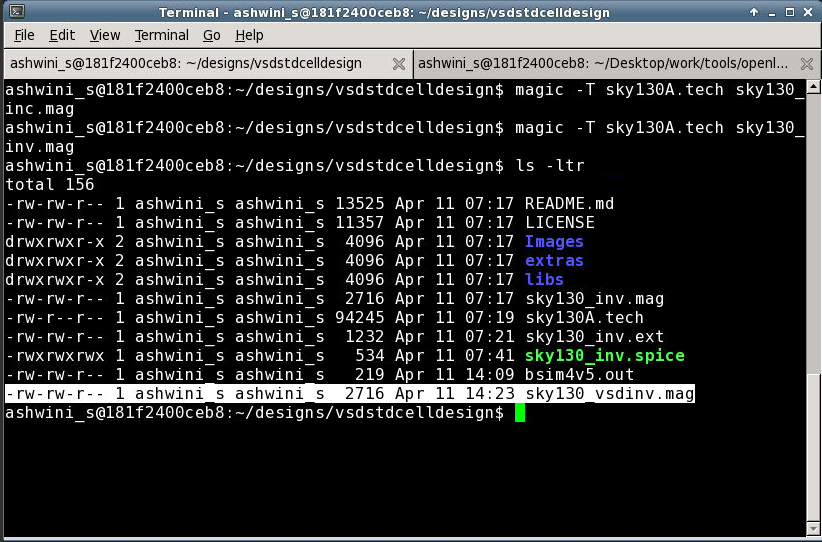 Terminal - ashwini_s@181f2400ceb8: ~/designs/vsdstdcelldesign
File Edit View Terminal Go Help
ashwini_s@181f2400ceb8: ~/designs/vsdstdcelldesign ashwini_s@181f2400ceb8: ~/Desktop/work/tools/openl...
ashwini_s@181f2400ceb8:~/designs/vsdstdcelldesign$ magic -T sky130A.tech sky130_
inc.mag
ashwini_s@181f2400ceb8:~/designs/vsdstdcelldesign$ magic -T sky130A.tech sky130_
inv.mag
ashwini_s@181f2400ceb8:~/designs/vsdstdcelldesign$ ls -ltr
total 156
-rw-rw-r-- 1 ashwini_s ashwini_s 13525 Apr 11 07:17 README.md
-rw-rw-r-- 1 ashwini_s ashwini_s 11357 Apr 11 07:17 LICENSE
drwxrwxr-x 2 ashwini_s ashwini_s  4096 Apr 11 07:17 Images
drwxrwxr-x 2 ashwini_s ashwini_s  4096 Apr 11 07:17 extras
drwxrwxr-x 2 ashwini_s ashwini_s  4096 Apr 11 07:17 libs
-rw-rw-r-- 1 ashwini_s ashwini_s  2716 Apr 11 07:17 sky130_inv.mag
-rw-r--r-- 1 ashwini_s ashwini_s 94245 Apr 11 07:19 sky130A.tech
-rw-rw-r-- 1 ashwini_s ashwini_s  1232 Apr 11 07:21 sky130_inv.ext
-rwxrwxrwx 1 ashwini_s ashwini_s   534 Apr 11 07:41 sky130_inv.spice
-rw-rw-r-- 1 ashwini_s ashwini_s   219 Apr 11 14:09 bsim4v5.out
-rw-rw-r-- 1 ashwini_s ashwini_s  2716 Apr 11 14:23 sky130_vsdinv.mag
ashwini_s@181f2400ceb8:~/designs/vsdstdcelldesign$